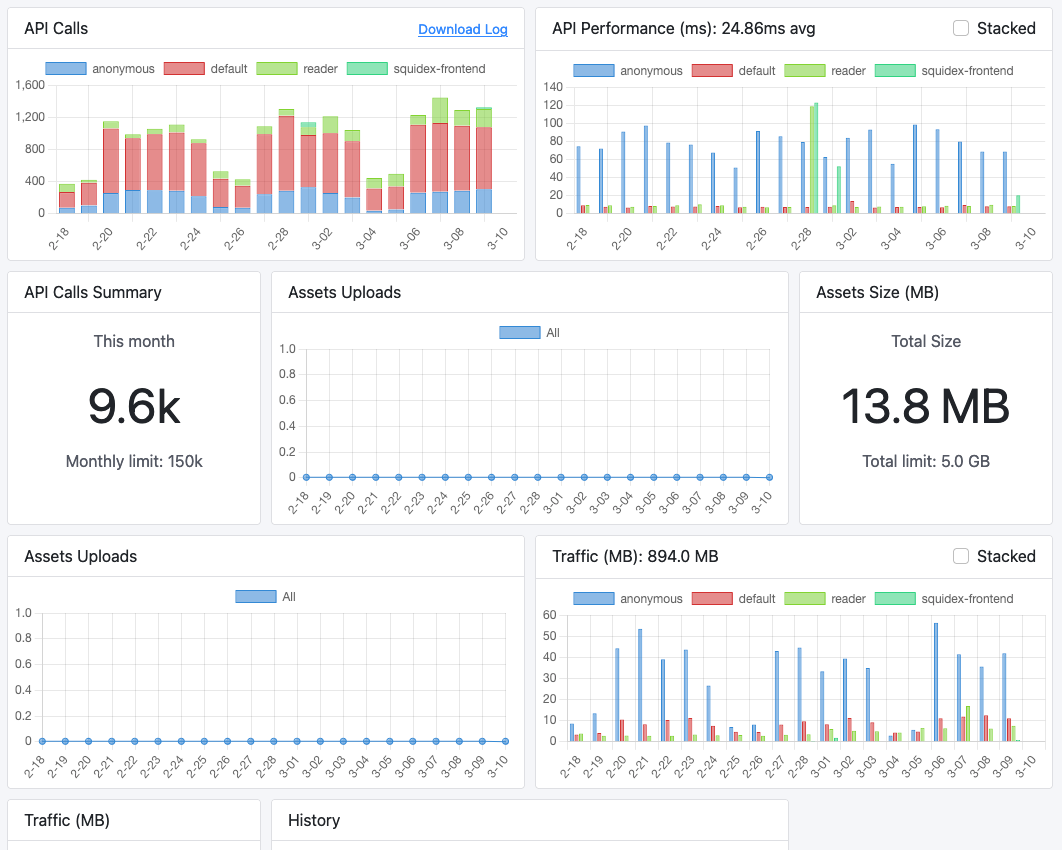 API Calls
Download Log
anonymous default reader squidex-frontend
1,600
1,200
800
400
0
2-18 2-20 2-22 2-24 2-26 2-28 3-02 3-04 3-06 3-08 3-10
API Performance (ms): 24.86ms avg
Stacked
anonymous default reader squidex-frontend
140
120
100
80
60
40
20
0
2-18 2-20 2-22 2-24 2-26 2-28 3-02 3-04 3-06 3-08 3-10
API Calls Summary
This month
9.6k
Monthly limit: 150k
Assets Uploads
All
1.0
0.8
0.6
0.4
0.2
0
2-18 2-19 2-20 2-21 2-22 2-23 2-24 2-25 2-26 2-27 2-28 3-01 3-02 3-03 3-04 3-05 3-06 3-07 3-08 3-09 3-10
Assets Size (MB)
Total Size
13.8 MB
Total limit: 5.0 GB
Assets Uploads
All
1.0
0.8
0.6
0.4
0.2
0
2-18 2-19 2-20 2-21 2-22 2-23 2-24 2-25 2-26 2-27 2-28 3-01 3-02 3-03 3-04 3-05 3-06 3-07 3-08 3-09 3-10
Traffic (MB): 894.0 MB
Stacked
anonymous default reader squidex-frontend
60
50
40
30
20
10
0
2-18 2-19 2-20 2-21 2-22 2-23 2-24 2-25 2-26 2-27 2-28 3-01 3-02 3-03 3-04 3-05 3-06 3-07 3-08 3-09 3-10
Traffic (MB)
History